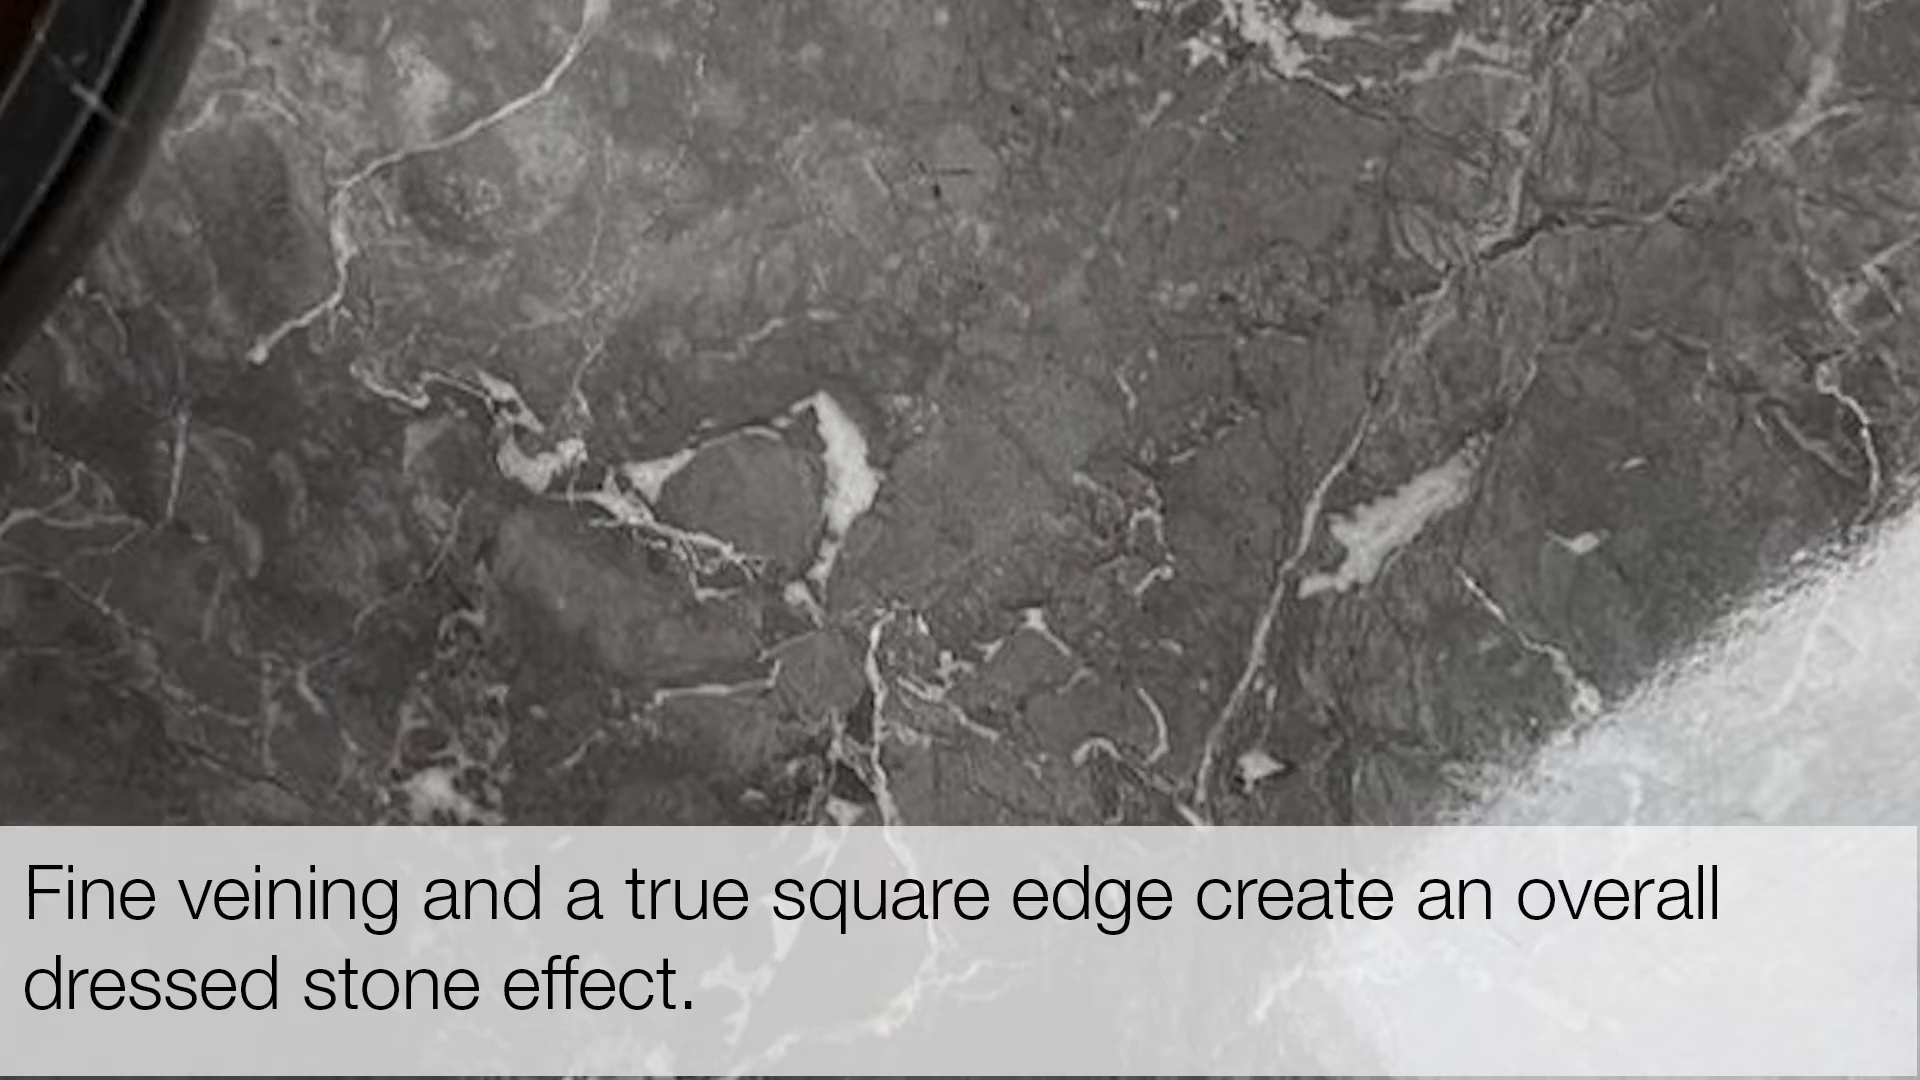 Fine veining and a true square edge create an overall
dressed stone effect.